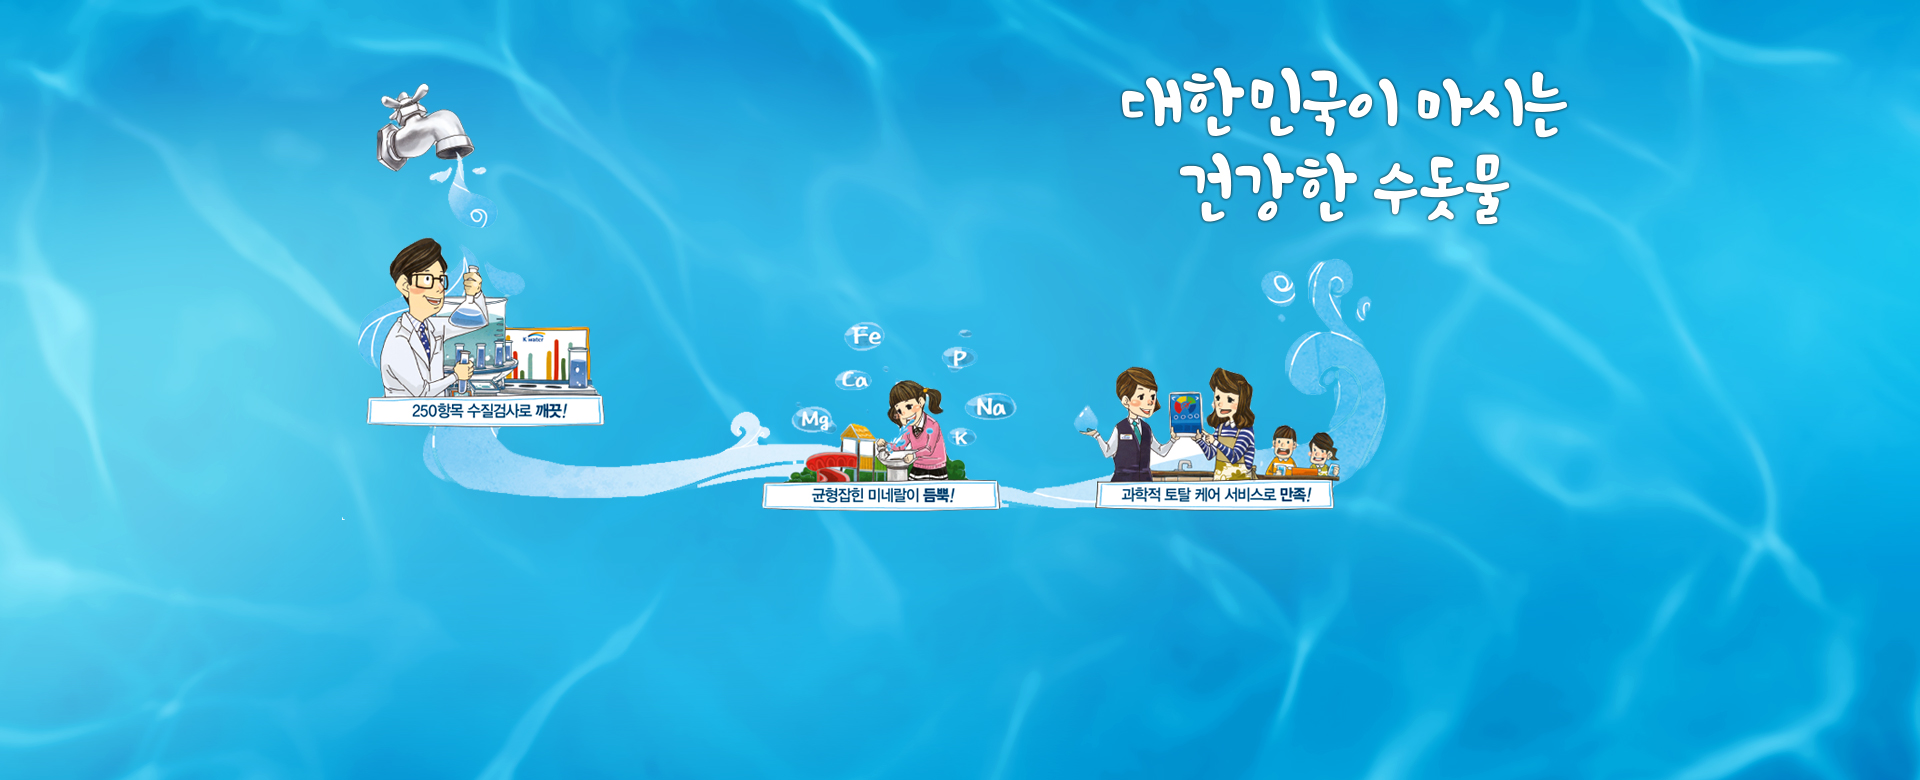 대한민국이 마시는
건강한 수돗물
K water
250항목 수질검사로 깨끗!
Fe
P
Ca
Na
Mg
K
균형잡힌 미네랄이 듬뿍!
과학적 토탈 케어 서비스로 만족!